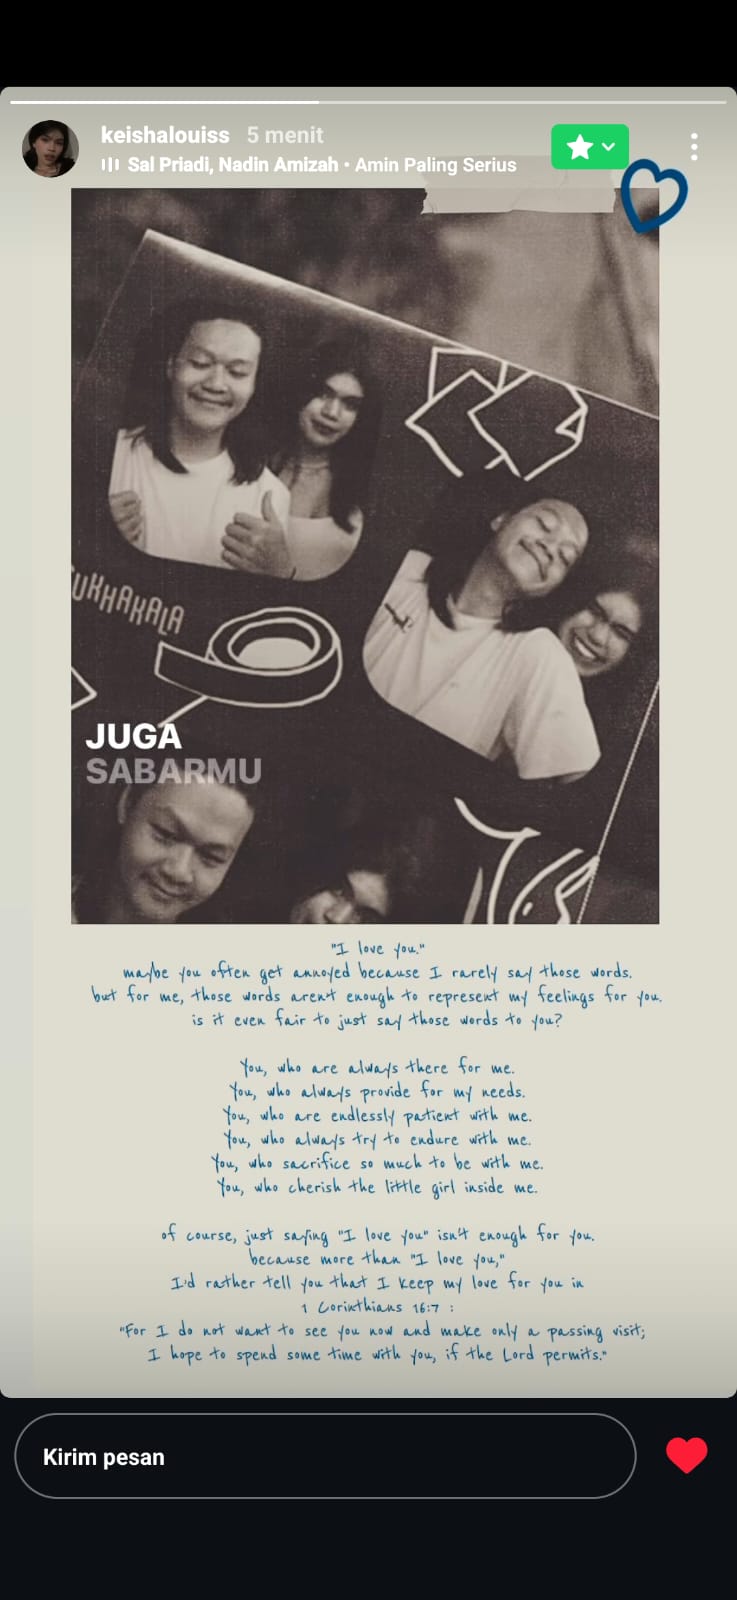 keishalouiss 5 menit
Sal Priadi, Nadin Amizah • Amin Paling Serius
UKHAKALA
JUGA
SABARMU
"I love you."
maybe you often get annoyed because I rarely say those words.
but for me, those words arent enough to represent my feelings for you.
is it even fair to just say those words to you?
You, who are always there for me.
You, who always provide for my needs.
You, who are endlessly patient with me.
You, who always try to endure with me.
You, who sacrifice so much to be with me.
You, who cherish the little girl inside me.
of course, just saying "I love you" isn't enough for you.
because more than "I love you,"
I'd rather tell you that I keep my love for you in
1 Corinthians 16:7 :
"For I do not want to see you now and make only a passing visit;
I hope to spend some time with you, if the Lord permits."
Kirim pesan